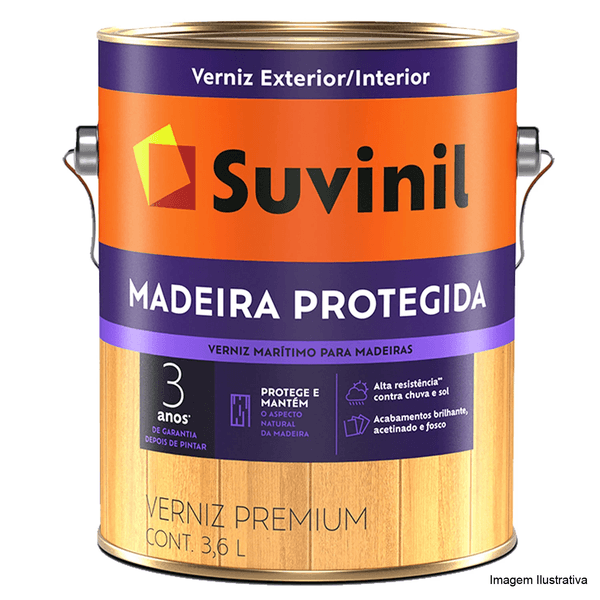 Verniz Exterior/Interior
Suvinil
MADEIRA PROTEGIDA
VERNIZ MARÍTIMO PARA MADEIRAS
3
anos*
DE GARANTIA
DEPOIS DE PINTAR
PROTEGE E
MANTÉM
O ASPECTO
NATURAL
DA MADEIRA
Alta resistência**
contra chuva e sol
Acabamentos brilhante,
acetinado e fosco
VERNIZ PREMIUM
CONT. 3,6 L
Imagem Ilustrativa